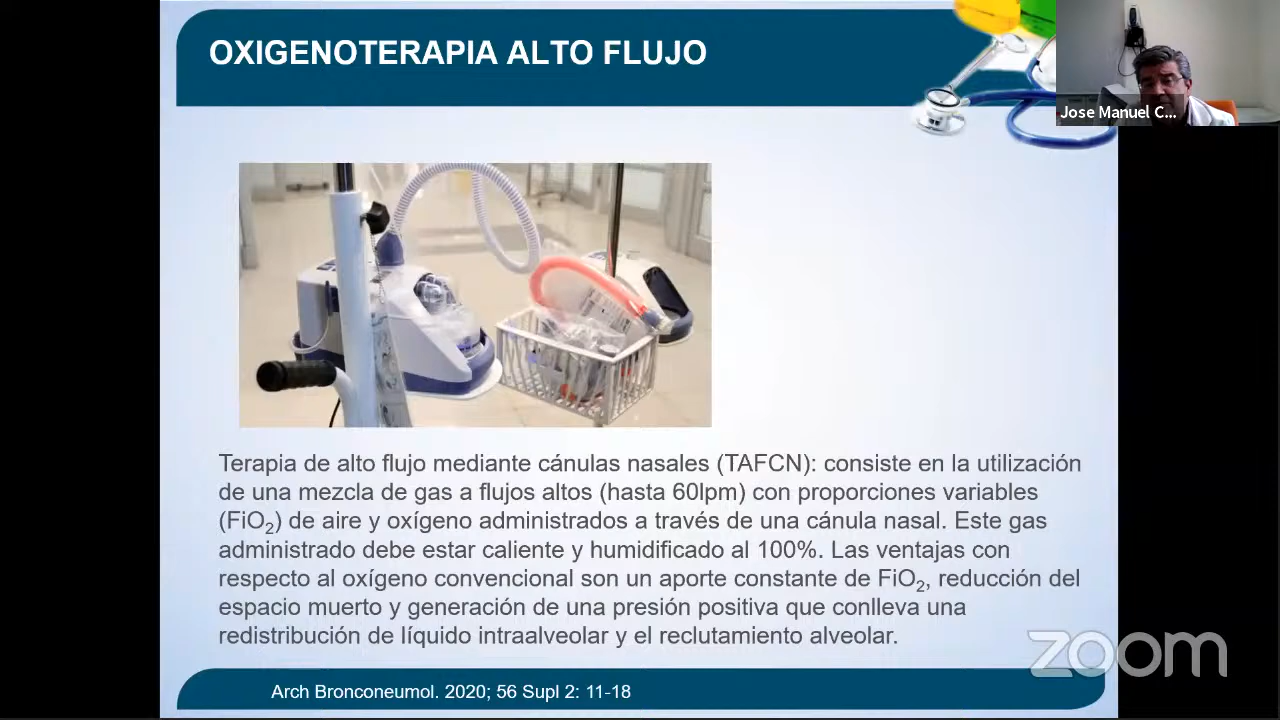 OXIGENOTERAPIA ALTO FLUJO
Jose Manuel C...
Terapia de alto flujo mediante cánulas nasales (TAFCN): consiste en la utilización
de una mezcla de gas a flujos altos (hasta 60lpm) con proporciones variables
(FiO₂) de aire y oxígeno administrados a través de una cánula nasal. Este gas
administrado debe estar caliente y humidificado al 100%. Las ventajas con
respecto al oxígeno convencional son un aporte constante de FiO₂, reducción del
espacio muerto y generación de una presión positiva que conlleva una
redistribución de líquido intraalveolar y el reclutamiento alveolar.
zoom
Arch Bronconeumol. 2020; 56 Supl 2: 11-18